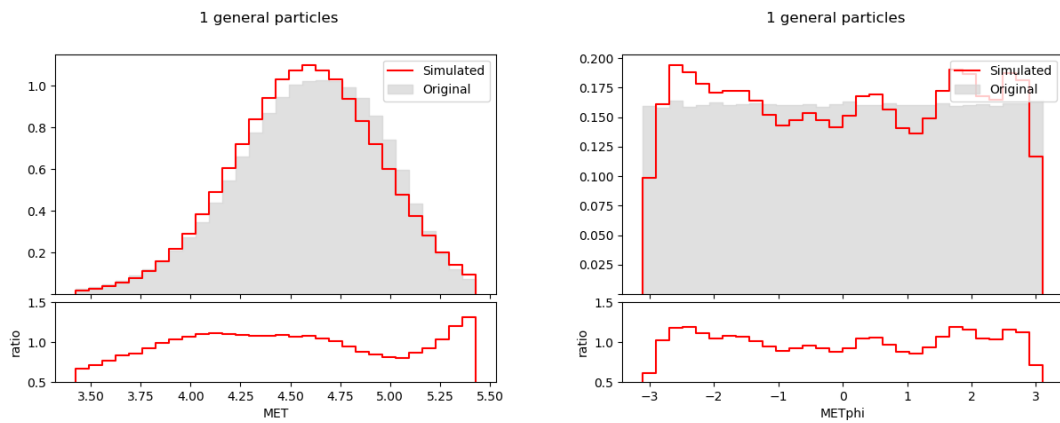 1 general particles
Simulated
Original
1.0
0.8
0.6
0.4
0.2
1.5
1.0
0.5
ratio
3.50 3.75 4.00 4.25 4.50 4.75 5.00 5.25 5.50
MET
1 general particles
Simulated
Original
0.200
0.175
0.150
0.125
0.100
0.075
0.050
0.025
1.5
1.0
0.5
ratio
−3 −2 −1 0 1 2 3
METphi